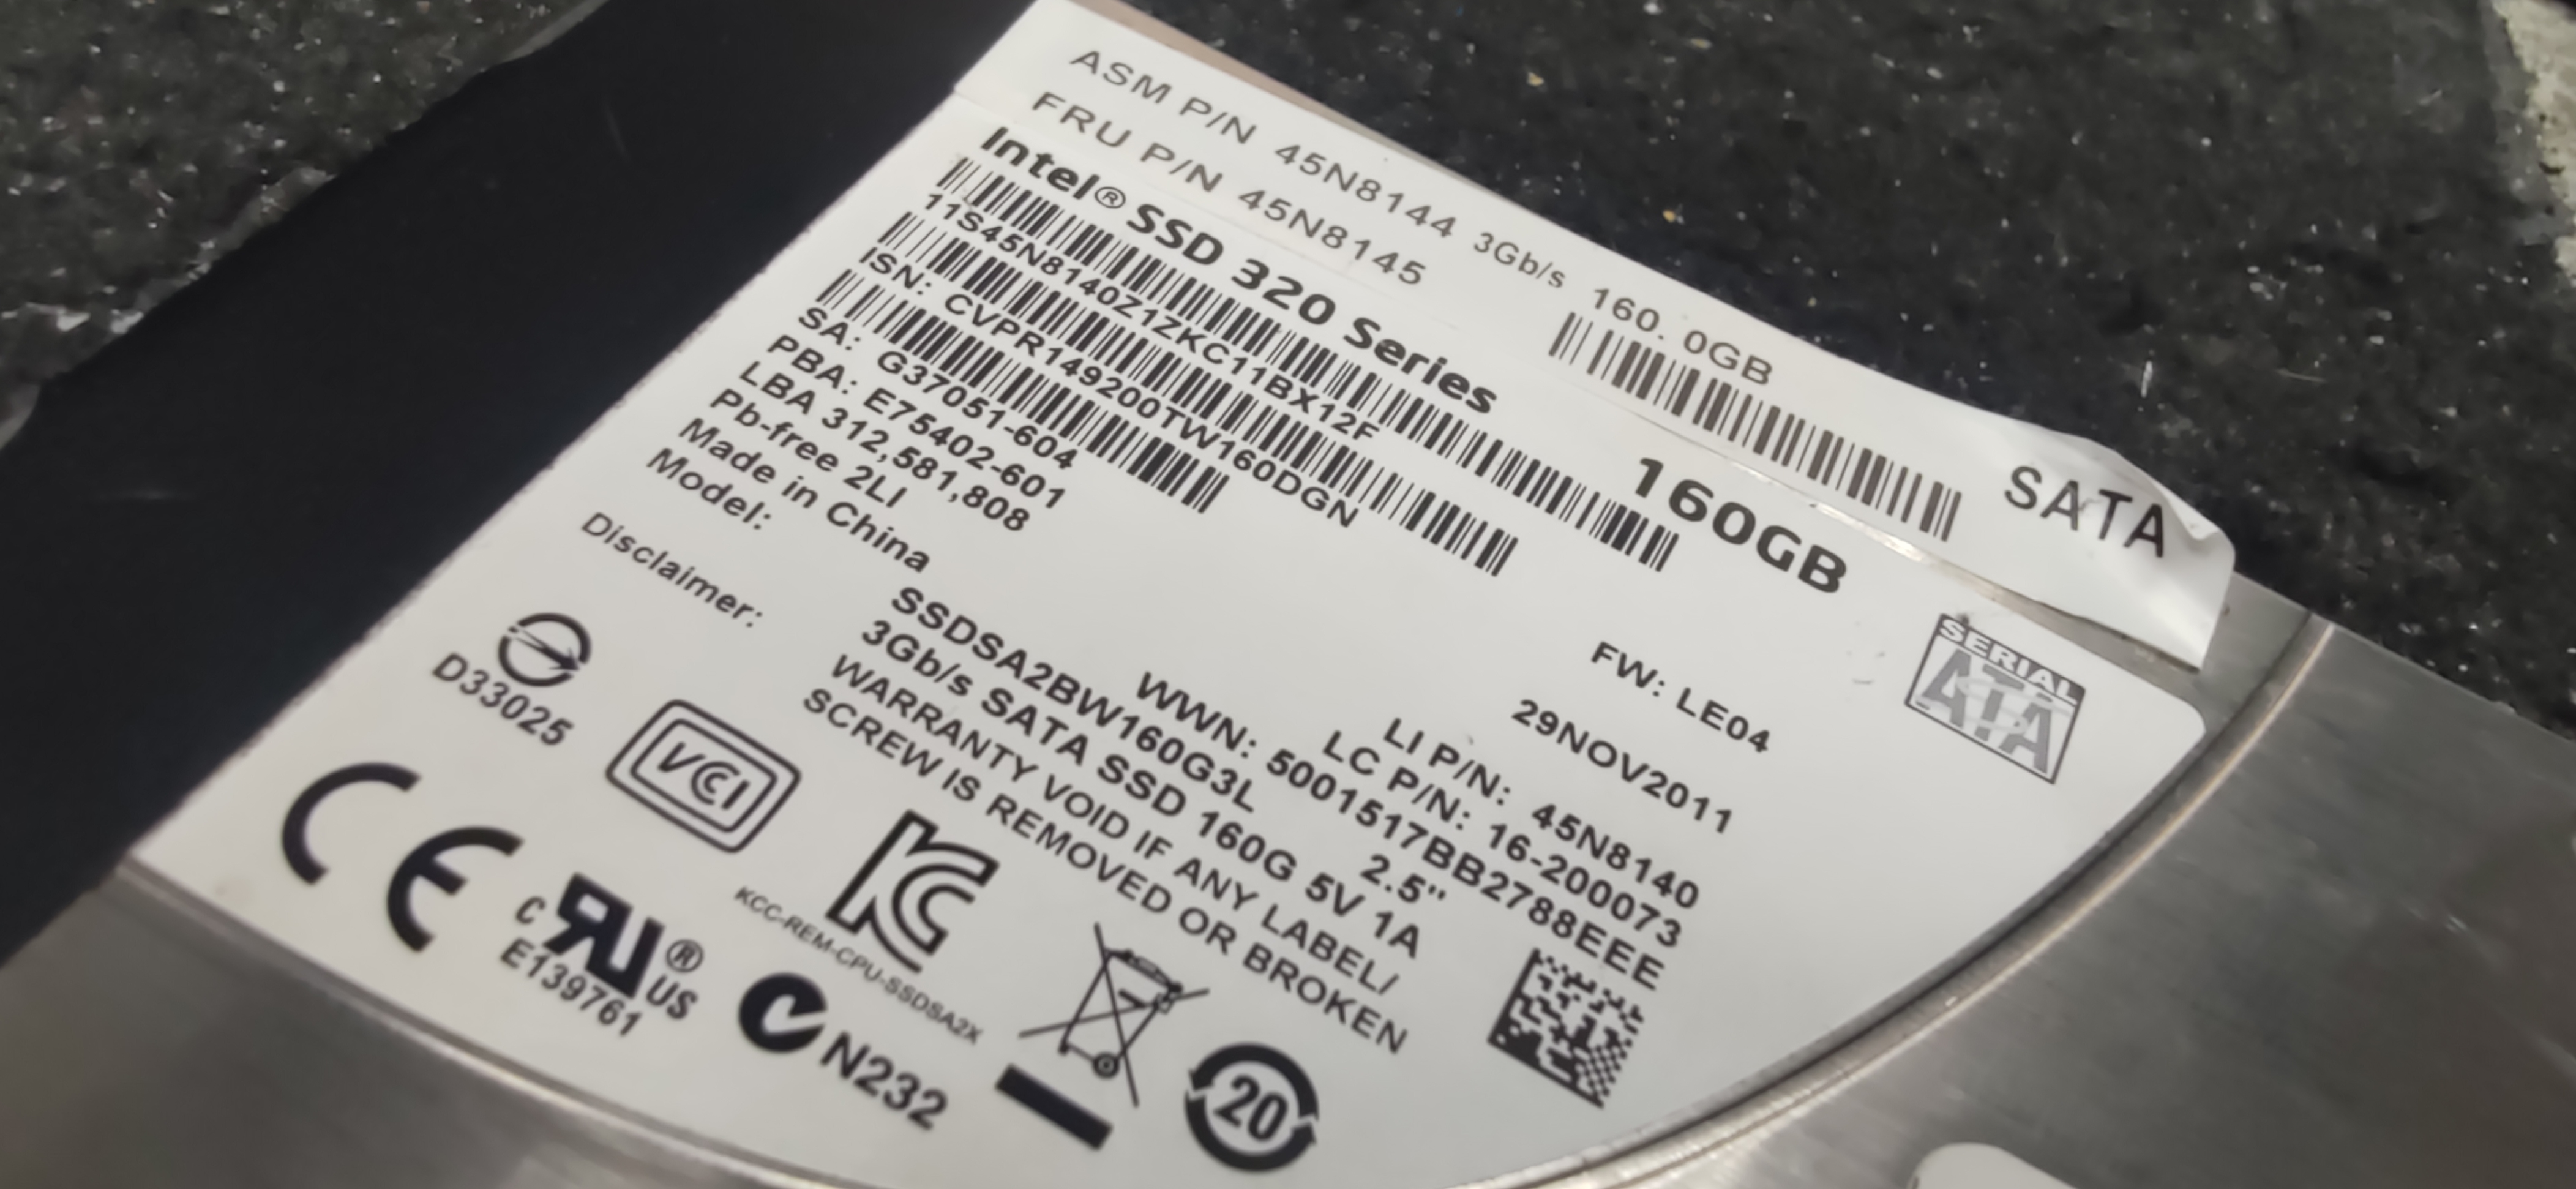 ASM P/N 45N8144 3Gb/s 160. 0GB
FRU P/N 45N8145
SATA
Intel® SSD 320 Series 160GB
11S45N8140Z1ZKC11BX12F
ISN: CVPR149200TW160DGN
SA: G37051-604
PBA: E75402-601
LBA 312,581,808
Pb-free 2LI
Made in China
FW: LE04
29NOV2011
SERIAL
ATA
LI P/N: 45N8140
LC P/N: 16-200073
WWN: 5001517BB2788EEE
Model: SSDSA2BW160G3L 2.5"
3Gb/s SATA SSD 160G 5V 1A
Disclaimer: WARRANTY VOID IF ANY LABEL/
SCREW IS REMOVED OR BROKEN
D33025
VCI
CE
C UR® US
E139761
KC
KCC-REM-CPU-SSDSA2X
N232
20